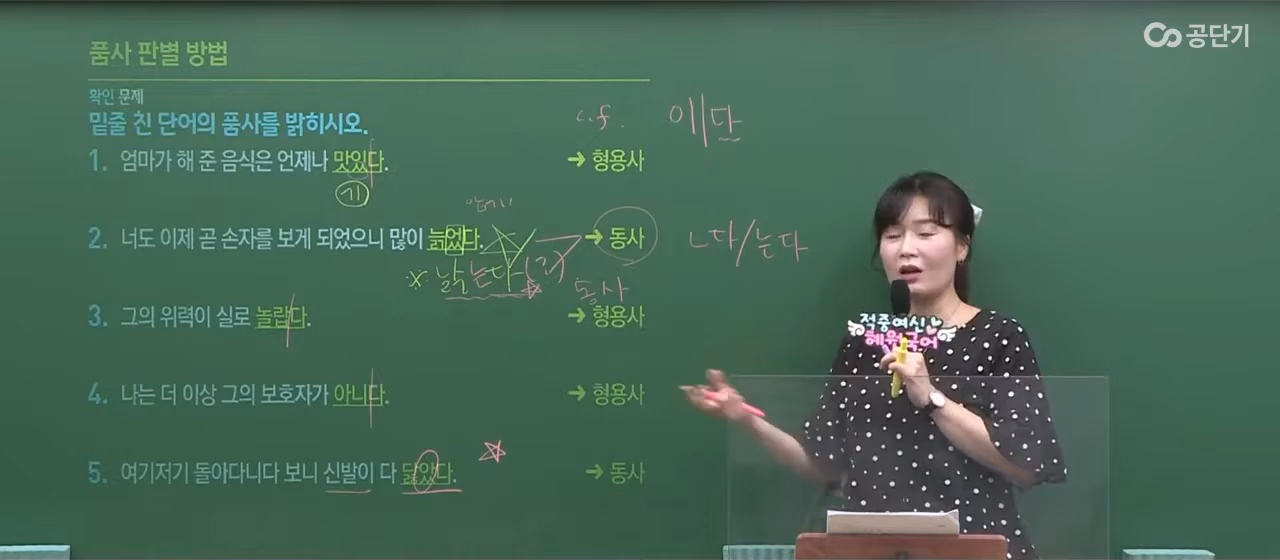 공단기
품사 판별 방법
확인 문제
밑줄 친 단어의 품사를 밝히시오.
c.f.
1. 엄마가 해 준 음식은 언제나 맛있다. → 형용사
기
2. 너도 이제 곧 손자를 보게 되었으니 많이 늙었다. → 동사 ㄴ다/는다
동사
3. 그의 위력이 실로 놀랍다. → 형용사
4. 나는 더 이상 그의 보호자가 아니다. → 형용사
5. 여기저기 돌아다니다 보니 신발이 다 닳았다. → 동사
적중여신
혜원국어